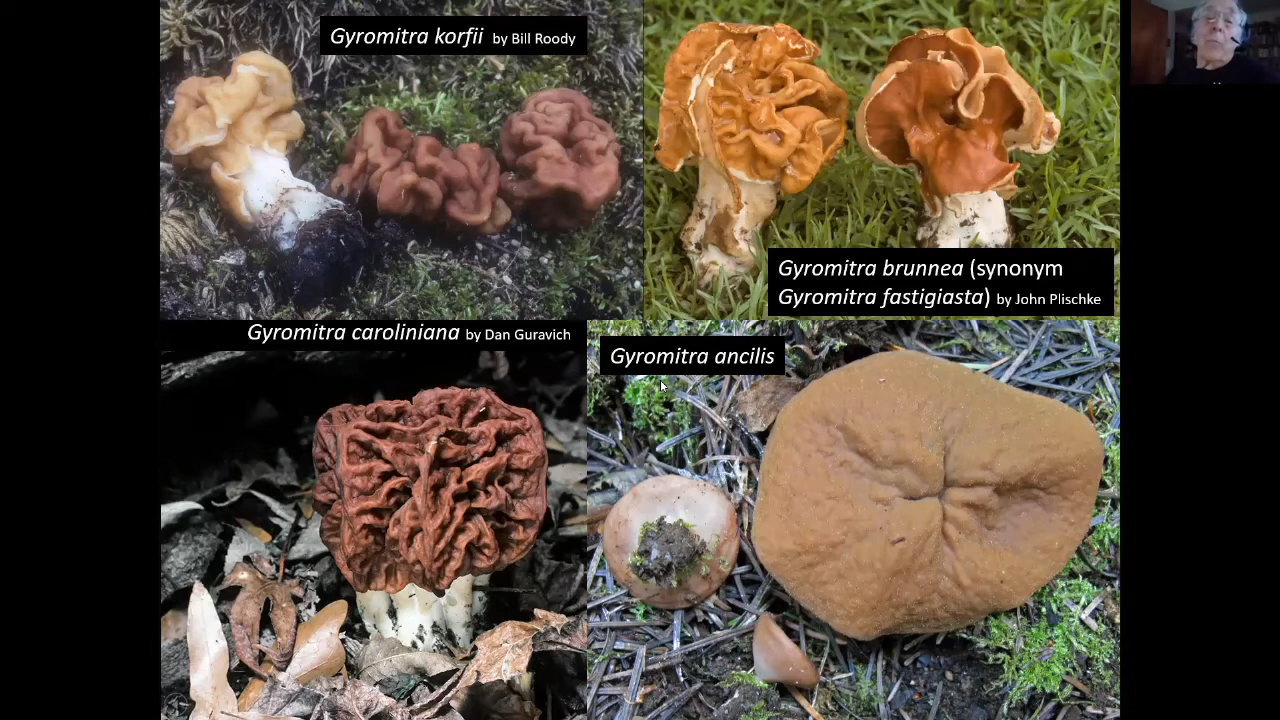 Gyromitra korfii by Bill Roody
Gyromitra brunnea (synonym
Gyromitra fastigiasta) by John Plischke
Gyromitra caroliniana by Dan Guravich
Gyromitra ancilis